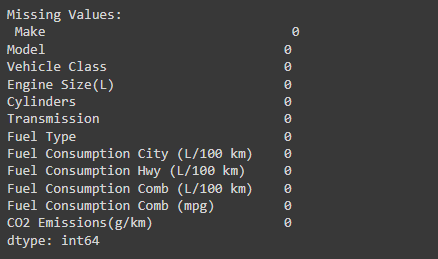 Missing Values:
 Make                                0
Model                               0
Vehicle Class                       0
Engine Size(L)                      0
Cylinders                           0
Transmission                        0
Fuel Type                           0
Fuel Consumption City (L/100 km)    0
Fuel Consumption Hwy (L/100 km)     0
Fuel Consumption Comb (L/100 km)    0
Fuel Consumption Comb (mpg)         0
CO2 Emissions(g/km)                 0
dtype: int64